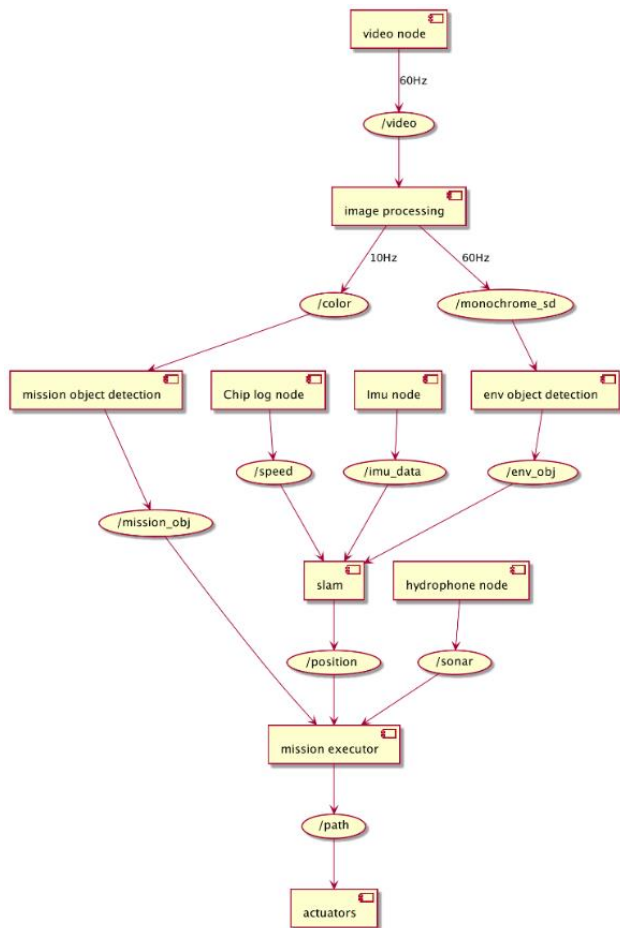 video node
60Hz
/video
image processing
10Hz
60Hz
/color
/monochrome_sd
mission object detection
Chip log node
Imu node
env object detection
/speed
/imu_data
/env_obj
/mission_obj
slam
hydrophone node
/position
/sonar
mission executor
/path
actuators